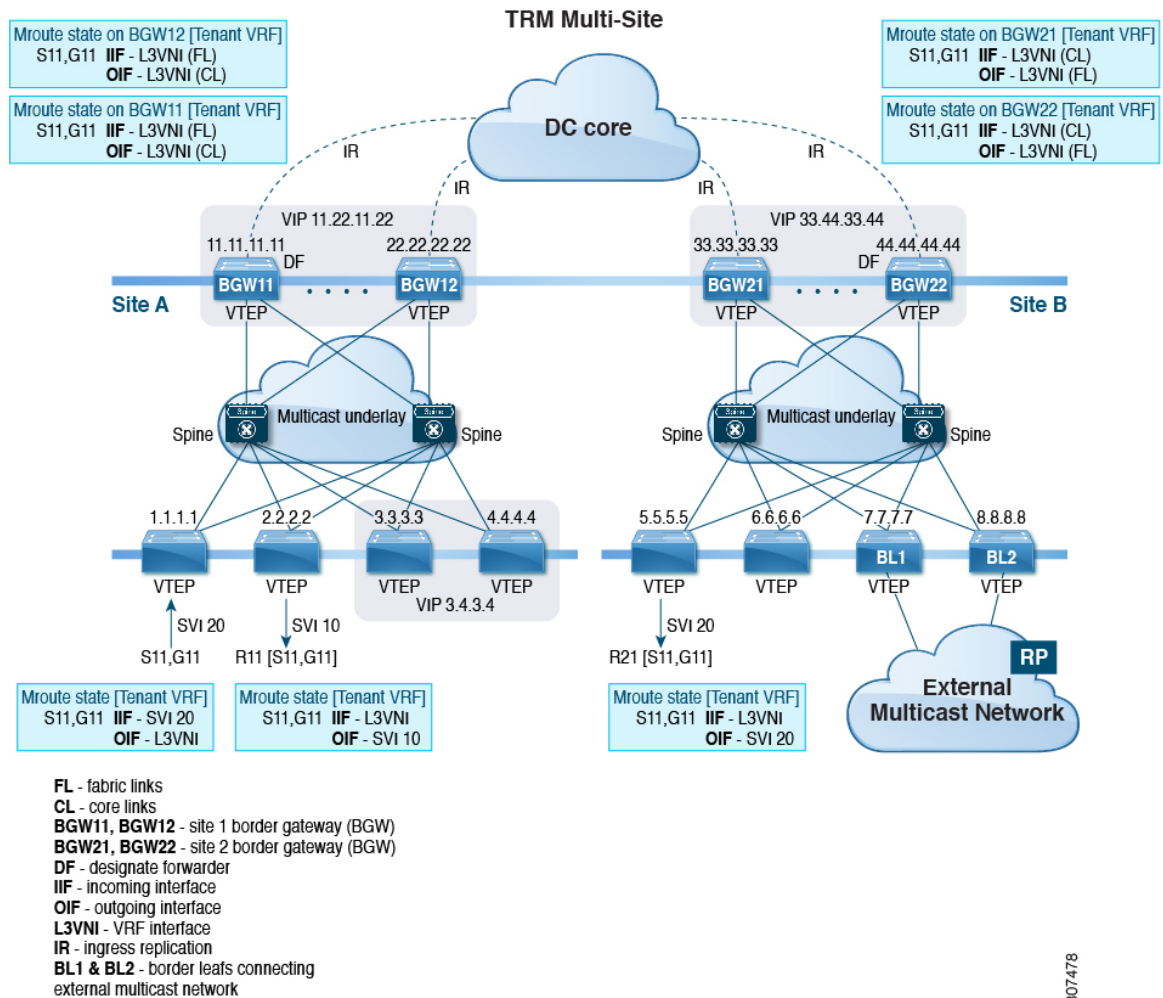 TRM Multi-Site
Mroute state on BGW12 [Tenant VRF]
S11,G11 IIF - L3VNI (FL)
OIF - L3VNI (CL)
Mroute state on BGW11 [Tenant VRF]
S11,G11 IIF - L3VNI (FL)
OIF - L3VNI (CL)
Mroute state on BGW21 [Tenant VRF]
S11,G11 IIF - L3VNI (CL)
OIF - L3VNI (FL)
Mroute state on BGW22 [Tenant VRF]
S11,G11 IIF - L3VNI (CL)
OIF - L3VNI (FL)
DC core
IR
IR
IR
IR
VIP 11.22.11.22
11.11.11.11
22.22.22.22
DF
BGW11
BGW12
VTEP
VTEP
Site A
VIP 33.44.33.44
33.33.33.33
44.44.44.44
DF
BGW21
BGW22
VTEP
VTEP
Site B
Multicast underlay
Spine
Spine
Spine
Spine
Multicast underlay
Spine
Spine
Spine
Spine
1.1.1.1
2.2.2.2
3.3.3.3
4.4.4.4
VTEP
VTEP
VTEP
VTEP
VIP 3.4.3.4
5.5.5.5
6.6.6.6
7.7.7.7
8.8.8.8
BL1
BL2
VTEP
VTEP
VTEP
VTEP
SVI 20
S11,G11
SVI 10
R11 [S11,G11]
SVI 20
R21 [S11,G11]
RP
External
Multicast Network
Mroute state [Tenant VRF]
S11,G11 IIF - SVI 20
OIF - L3VNI
Mroute state [Tenant VRF]
S11,G11 IIF - L3VNI
OIF - SVI 10
Mroute state [Tenant VRF]
S11,G11 IIF - L3VNI
OIF - SVI 20
FL - fabric links
CL - core links
BGW11, BGW12 - site 1 border gateway (BGW)
BGW21, BGW22 - site 2 border gateway (BGW)
DF - designate forwarder
IIF - incoming interface
OIF - outgoing interface
L3VNI - VRF interface
IR - ingress replication
BL1 & BL2 - border leafs connecting
external multicast network